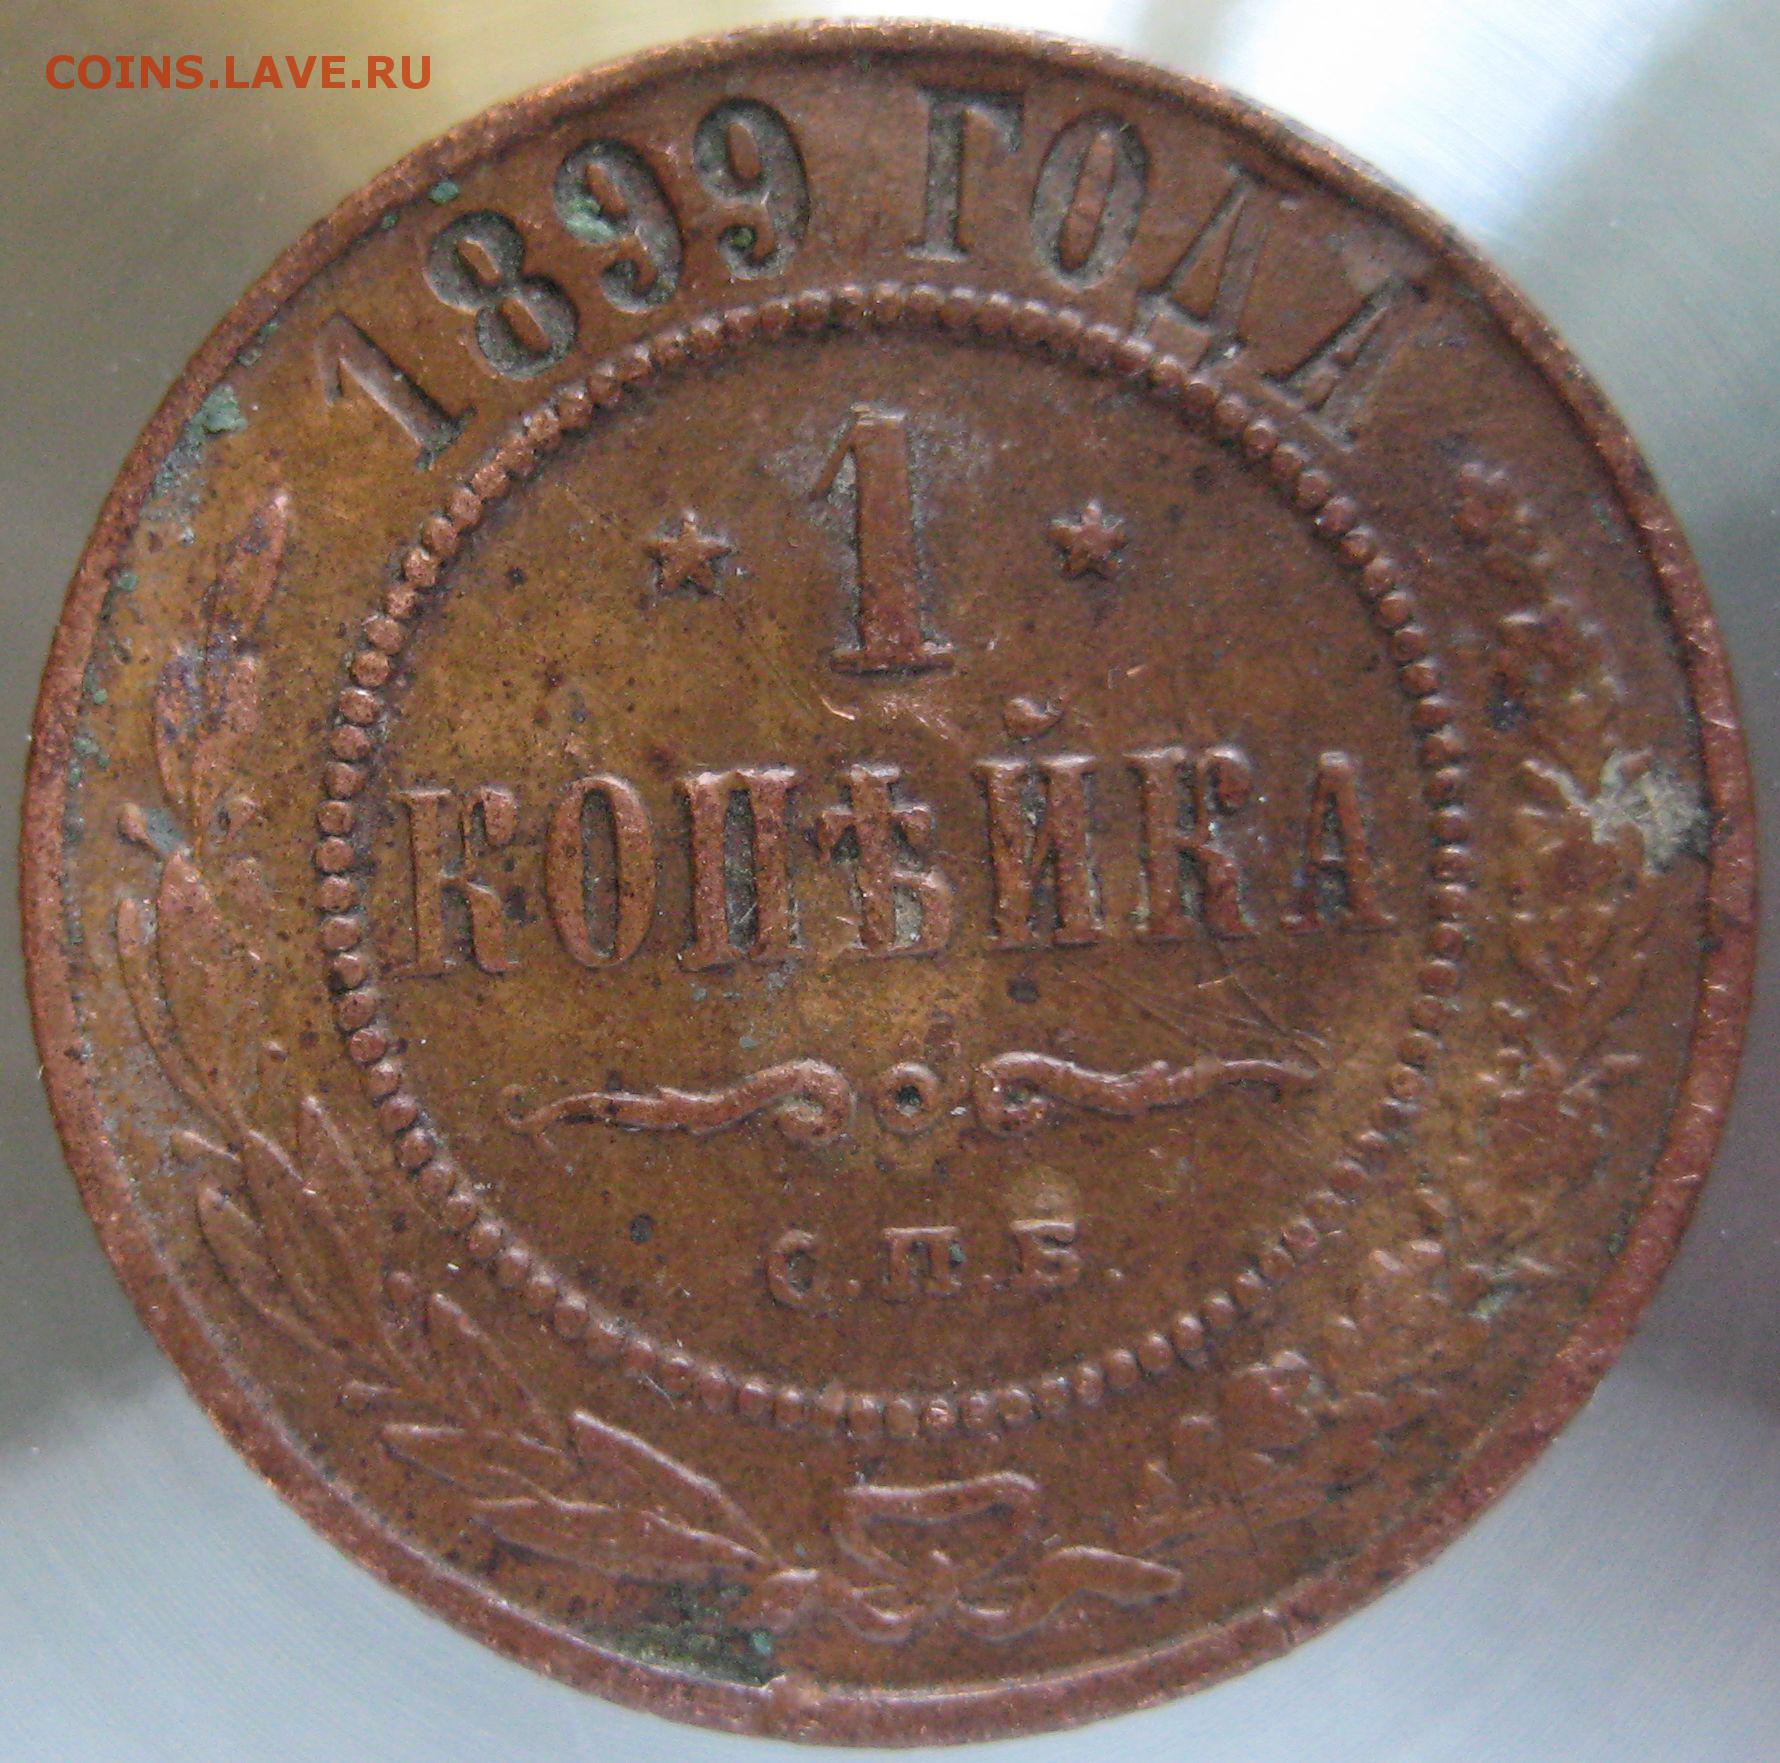 COINS.LAVE.RU
1899 ГОДА
1
КОПѢЙКА
С.П.Б.